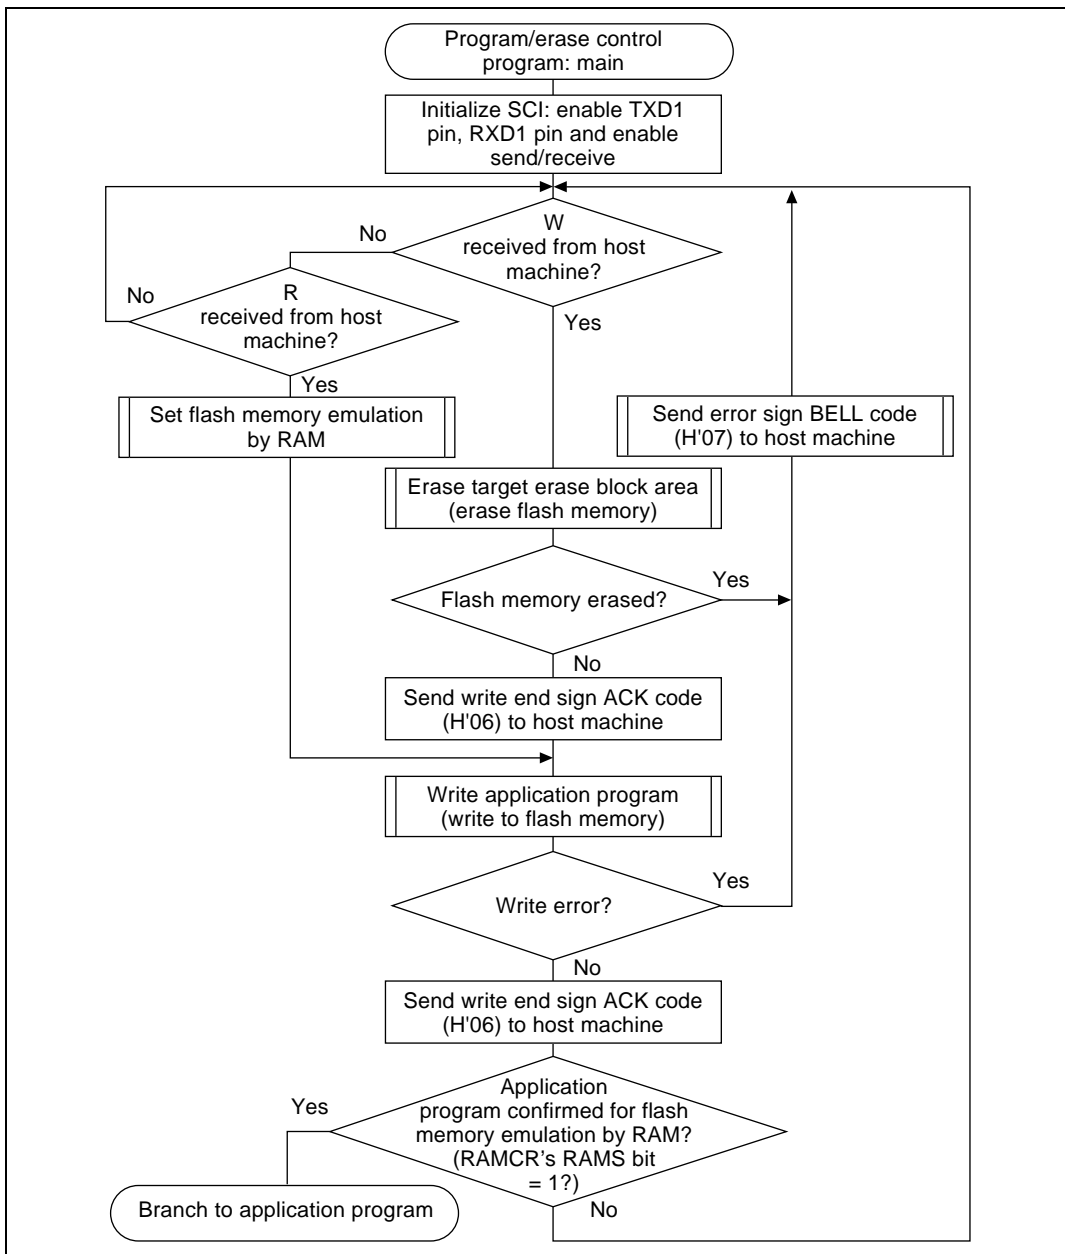 Program/erase control
program: main
Initialize SCI: enable TXD1
pin, RXD1 pin and enable
send/receive
W
received from host
machine?
No
Yes
R
received from host
machine?
No
Yes
Set flash memory emulation
by RAM
Send error sign BELL code
(H'07) to host machine
Erase target erase block area
(erase flash memory)
Flash memory erased?
Yes
No
Send write end sign ACK code
(H'06) to host machine
Write application program
(write to flash memory)
Write error?
Yes
No
Send write end sign ACK code
(H'06) to host machine
Application
program confirmed for flash
memory emulation by RAM?
(RAMCR's RAMS bit
= 1?)
Yes
No
Branch to application program